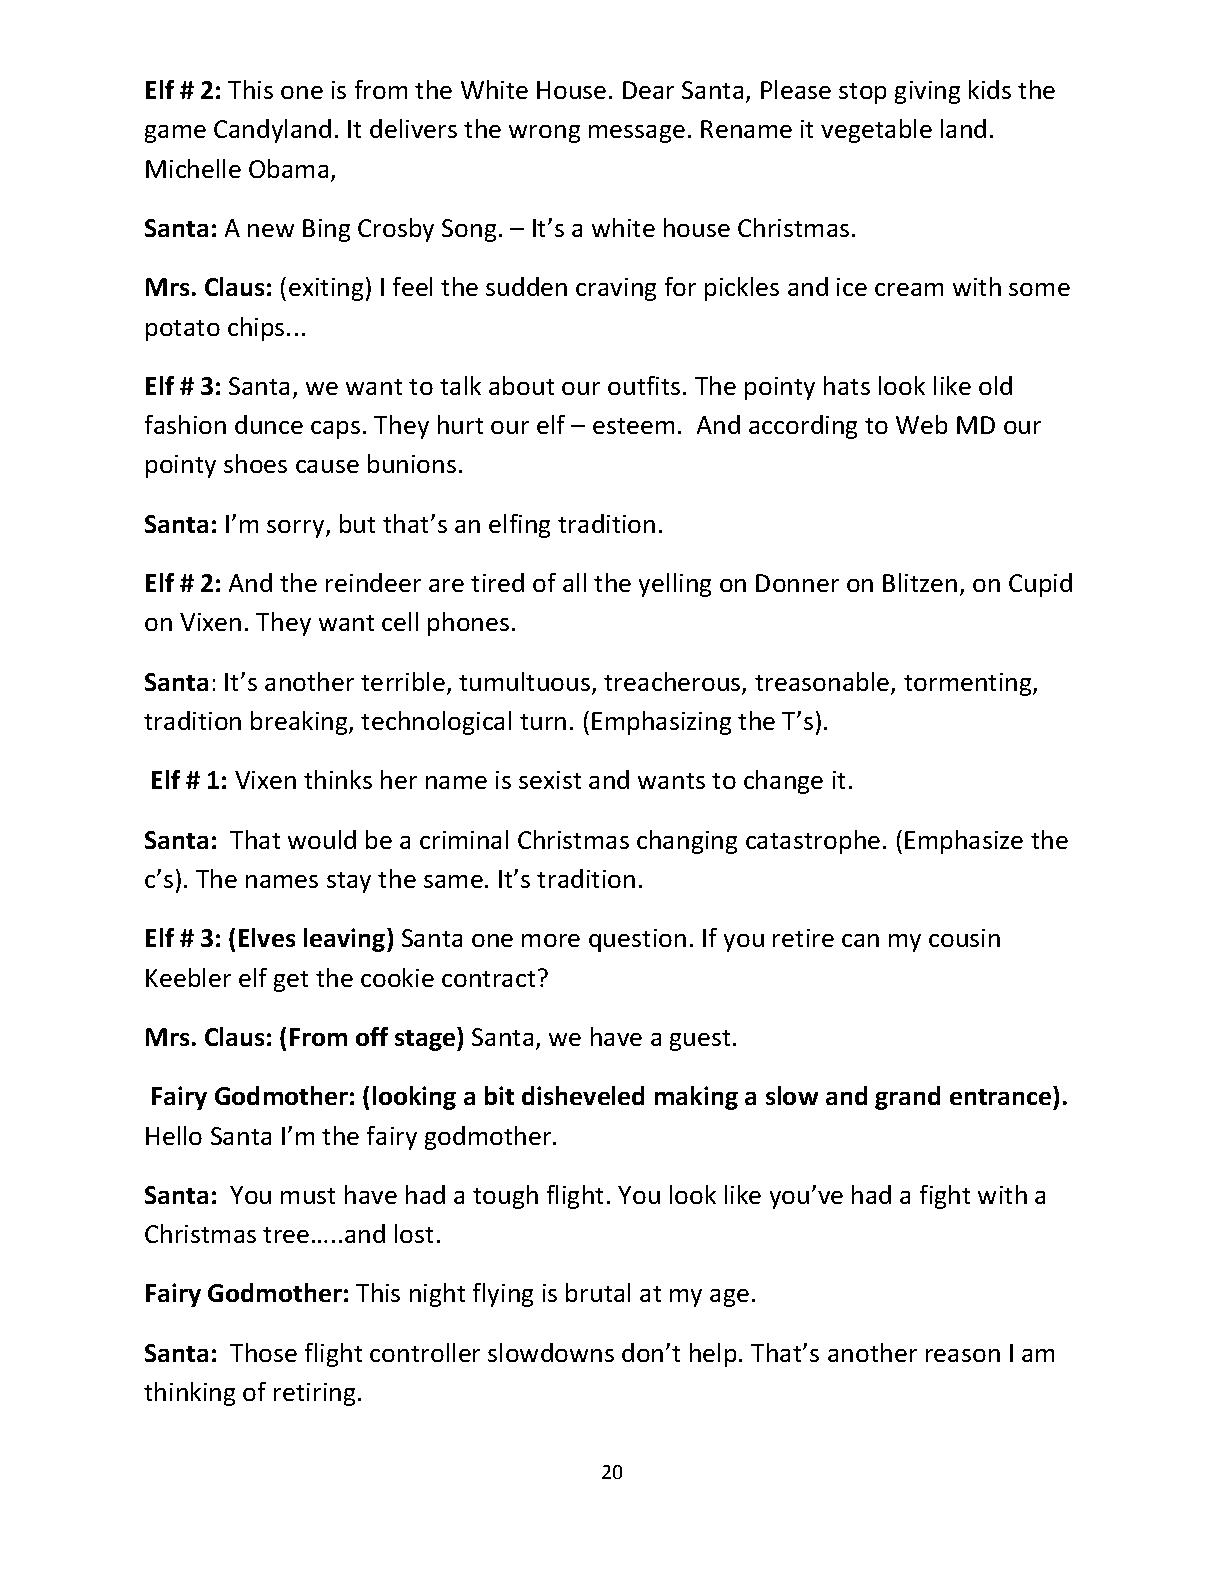 Elf # 2: This one is from the White House. Dear Santa, Please stop giving kids the
game Candyland. It delivers the wrong message. Rename it vegetable land.
Michelle Obama,
Santa: A new Bing Crosby Song. – It’s a white house Christmas.
Mrs. Claus: (exiting) I feel the sudden craving for pickles and ice cream with some
potato chips...
Elf # 3: Santa, we want to talk about our outfits. The pointy hats look like old
fashion dunce caps. They hurt our elf – esteem.  And according to Web MD our
pointy shoes cause bunions.
Santa: I’m sorry, but that’s an elfing tradition.
Elf # 2: And the reindeer are tired of all the yelling on Donner on Blitzen, on Cupid
on Vixen. They want cell phones.
Santa: It’s another terrible, tumultuous, treacherous, treasonable, tormenting,
tradition breaking, technological turn. (Emphasizing the T’s).
Elf # 1: Vixen thinks her name is sexist and wants to change it.
Santa:  That would be a criminal Christmas changing catastrophe. (Emphasize the
c’s). The names stay the same. It’s tradition.
Elf # 3: (Elves leaving) Santa one more question. If you retire can my cousin
Keebler elf get the cookie contract?
Mrs. Claus: (From off stage) Santa, we have a guest.
Fairy Godmother: (looking a bit disheveled making a slow and grand entrance).
Hello Santa I’m the fairy godmother.
Santa:  You must have had a tough flight. You look like you’ve had a fight with a
Christmas tree…..and lost.
Fairy Godmother: This night flying is brutal at my age.
Santa:  Those flight controller slowdowns don’t help. That’s another reason I am
thinking of retiring.
20